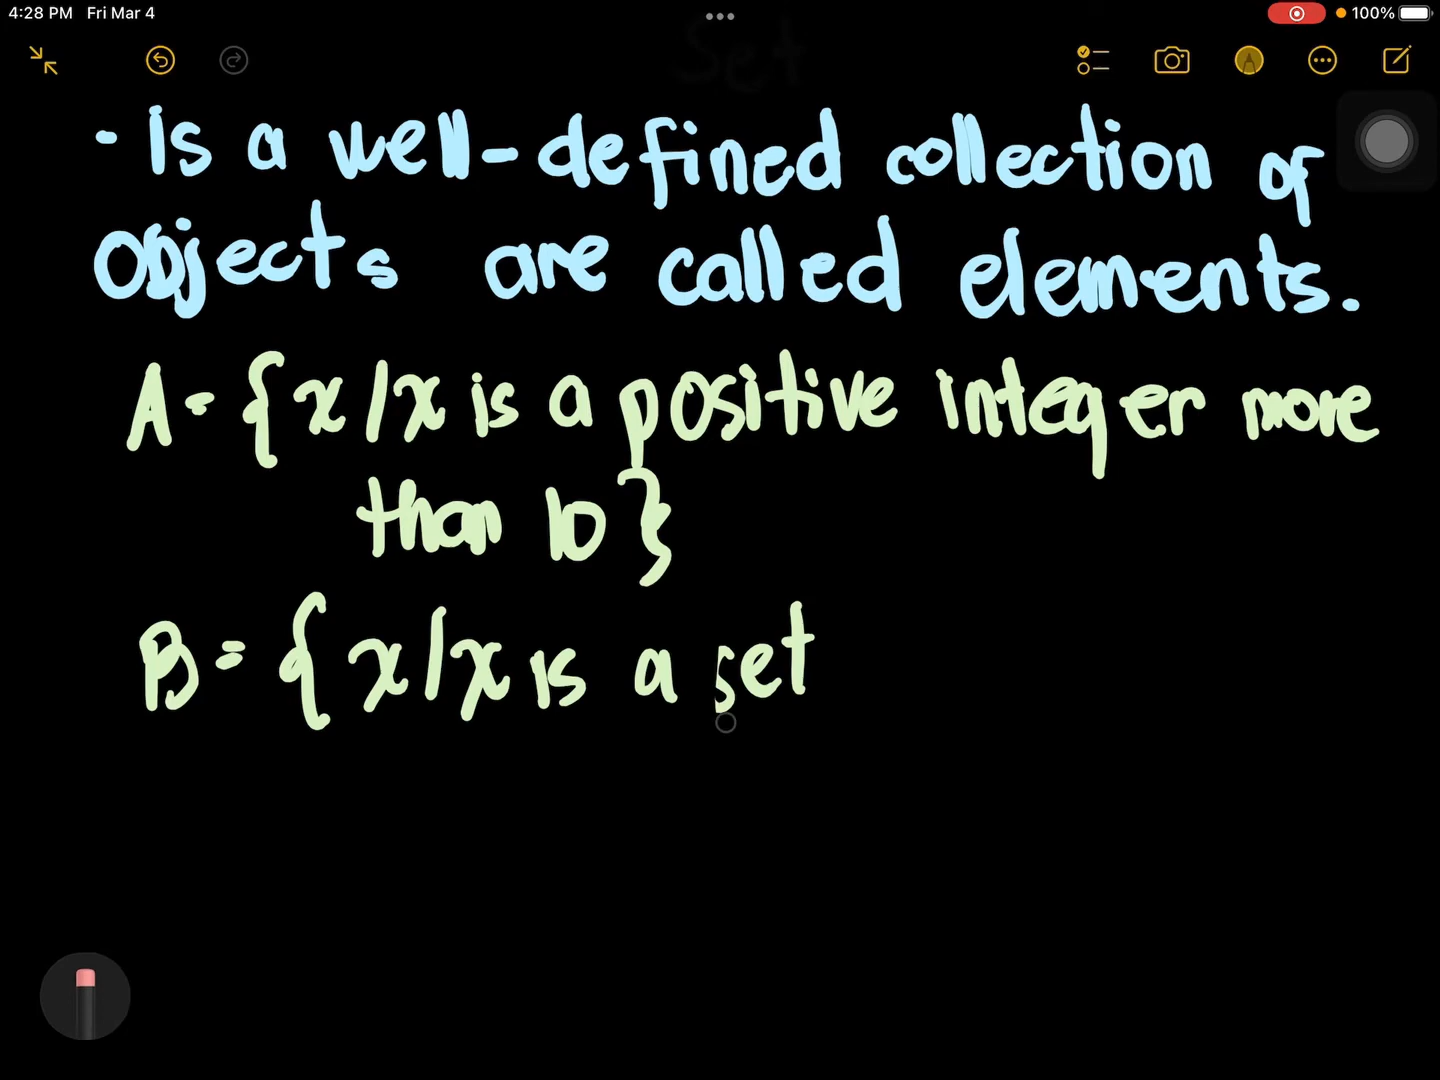 4:28 PM Fri Mar 4
100%
Set
- is a well-defined collection of
objects are called elements.
A = {x/x is a positive integer more
than 10}
B = {x/x is a set